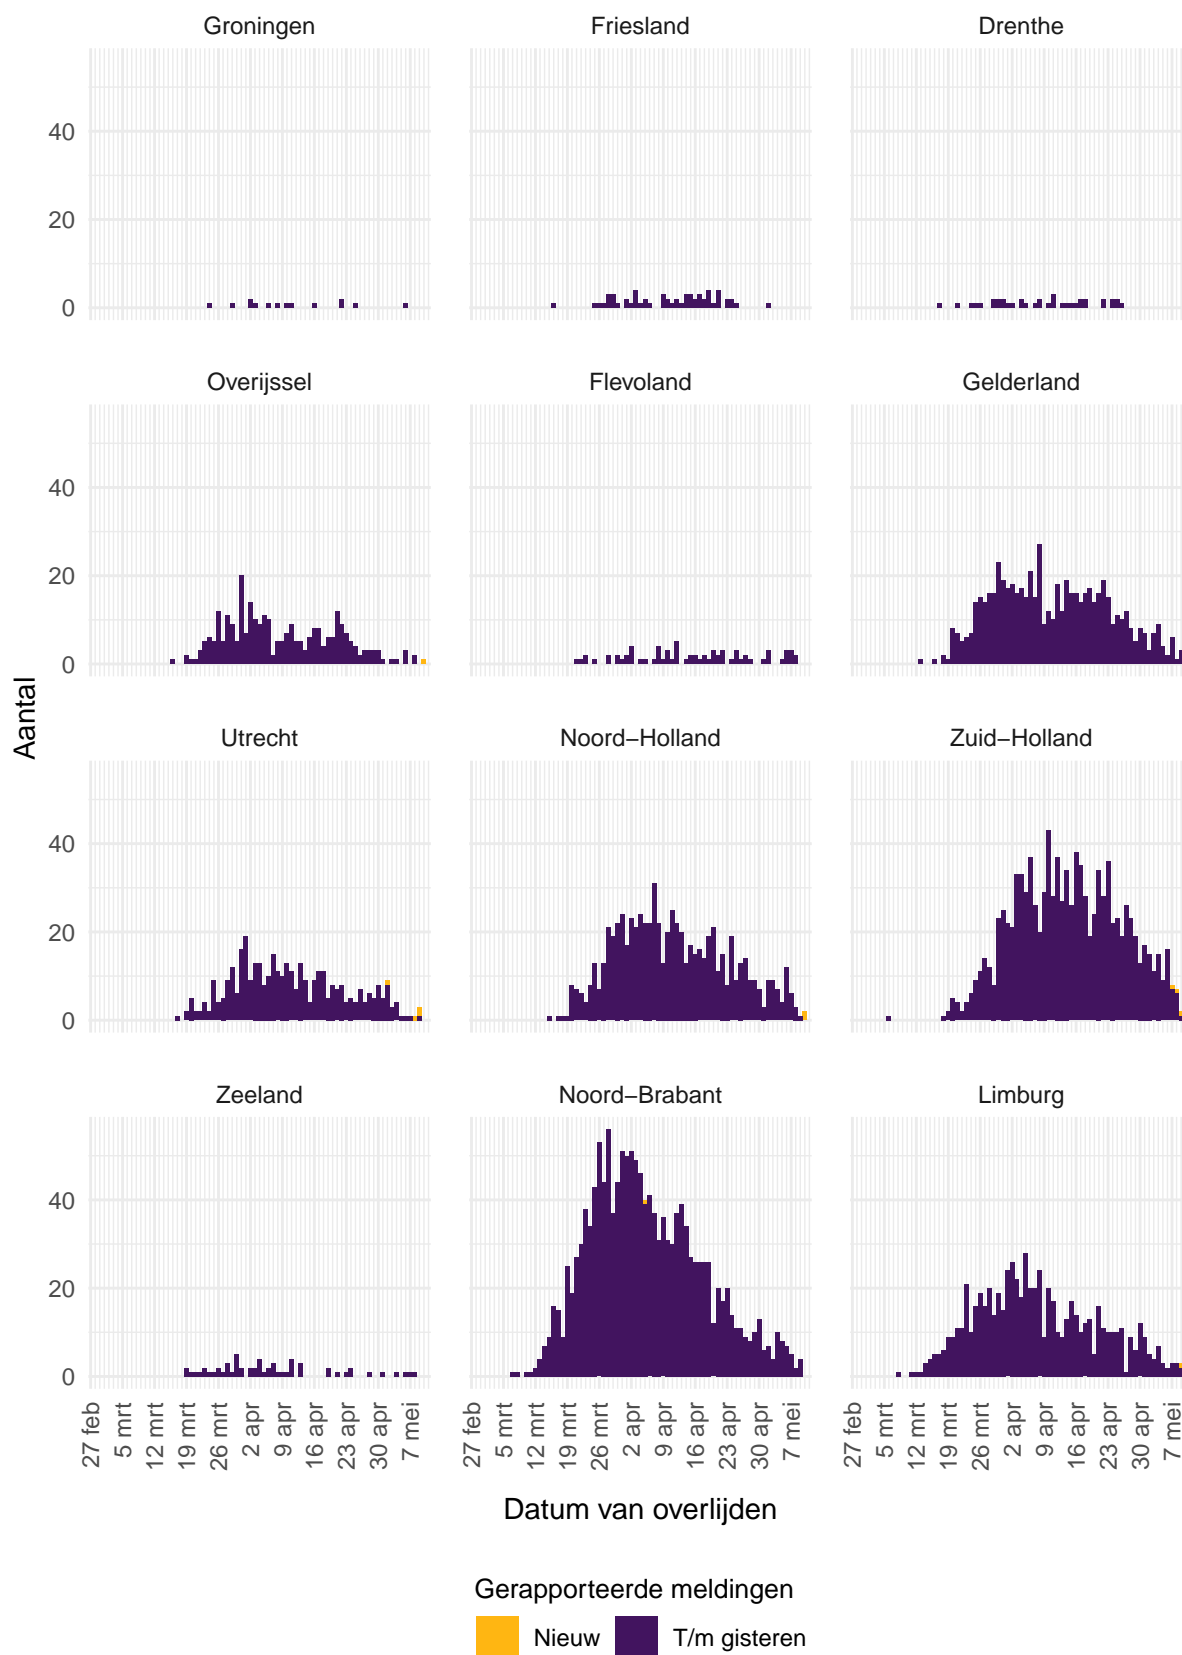 Groningen Friesland Drenthe
40
20
0
Overijssel Flevoland Gelderland
40
20
0
Aantal
Utrecht Noord−Holland Zuid−Holland
40
20
0
Zeeland Noord−Brabant Limburg
40
20
0
27 feb 5 mrt 12 mrt 19 mrt 26 mrt 2 apr 9 apr 16 apr 23 apr 30 apr 7 mei 27 feb 5 mrt 12 mrt 19 mrt 26 mrt 2 apr 9 apr 16 apr 23 apr 30 apr 7 mei 27 feb 5 mrt 12 mrt 19 mrt 26 mrt 2 apr 9 apr 16 apr 23 apr 30 apr 7 mei
Datum van overlijden
Gerapporteerde meldingen
Nieuw T/m gisteren